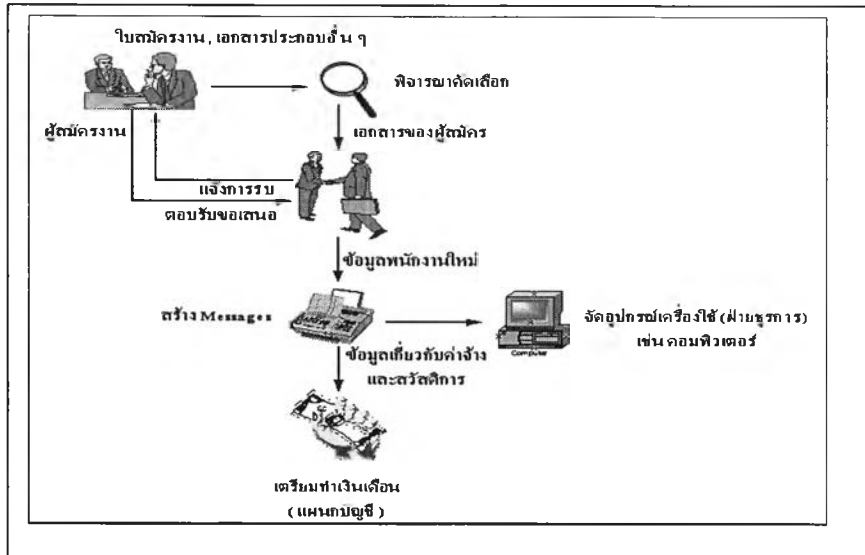 ใบสมัครงาน, เอกสารประกอบอื่น ๆ
พิจารณาคัดเลือก
ผู้สมัครงาน
เอกสารของผู้สมัคร
แจ้งการรับ
ตอบรับขอเสนอ
ข้อมูลพนักงานใหม่
สร้าง Messages
จัดอุปกรณ์เครื่องใช้ (ฝ่ายธุรการ)
เช่น คอมพิวเตอร์
Computer
ข้อมูลเกี่ยวกับค่าจ้าง
และสวัสดิการ
เตรียมทำเงินเดือน
(แผนกบัญชี)